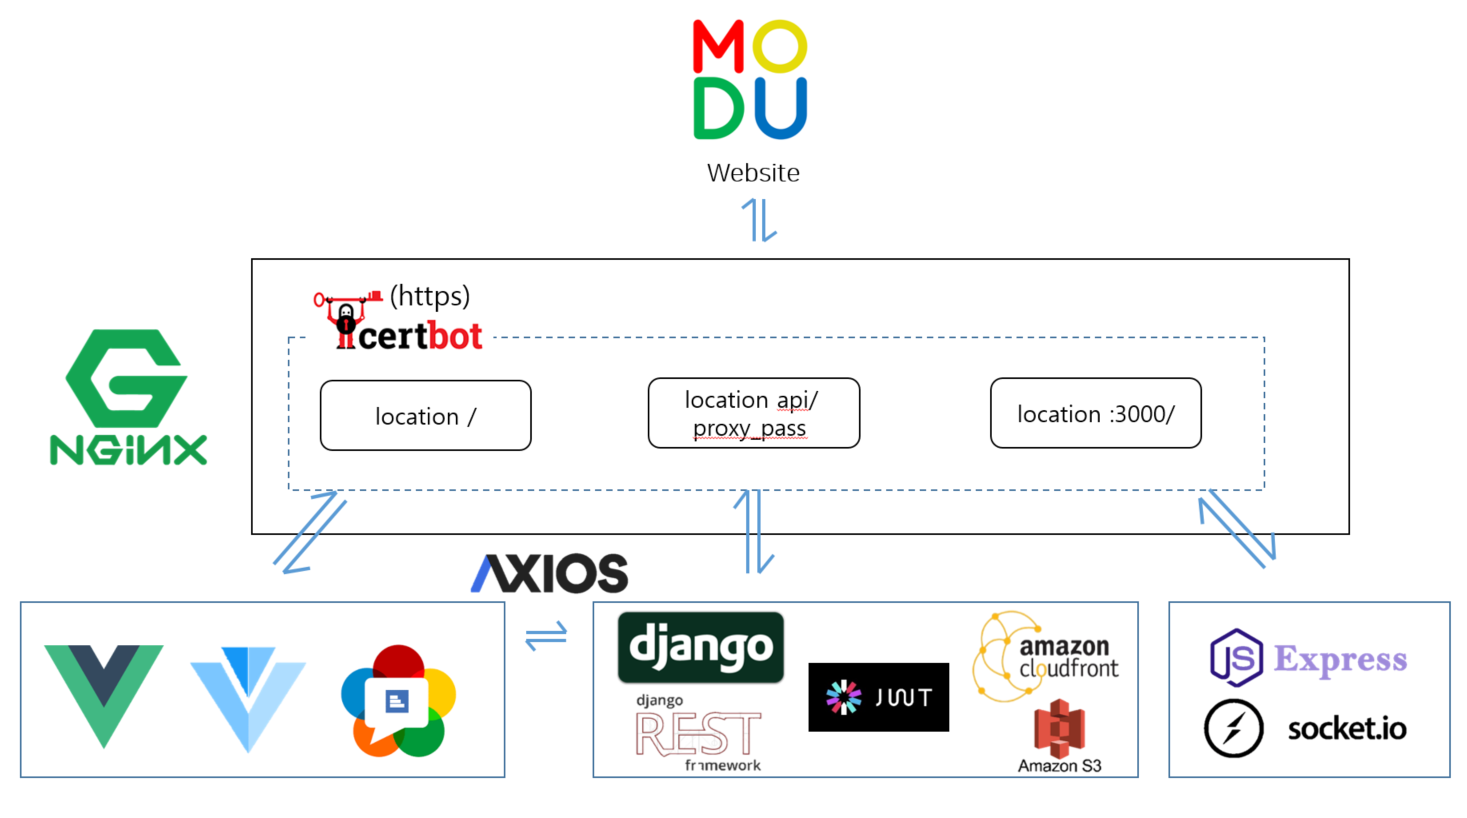 MO
DU
Website
(https)
certbot
location /
location api/
proxy_pass
location :3000/
NGiNX
AXIOS
django
django
REST
framework
JWT
amazon
cloudfront
Amazon S3
JS Express
socket.io